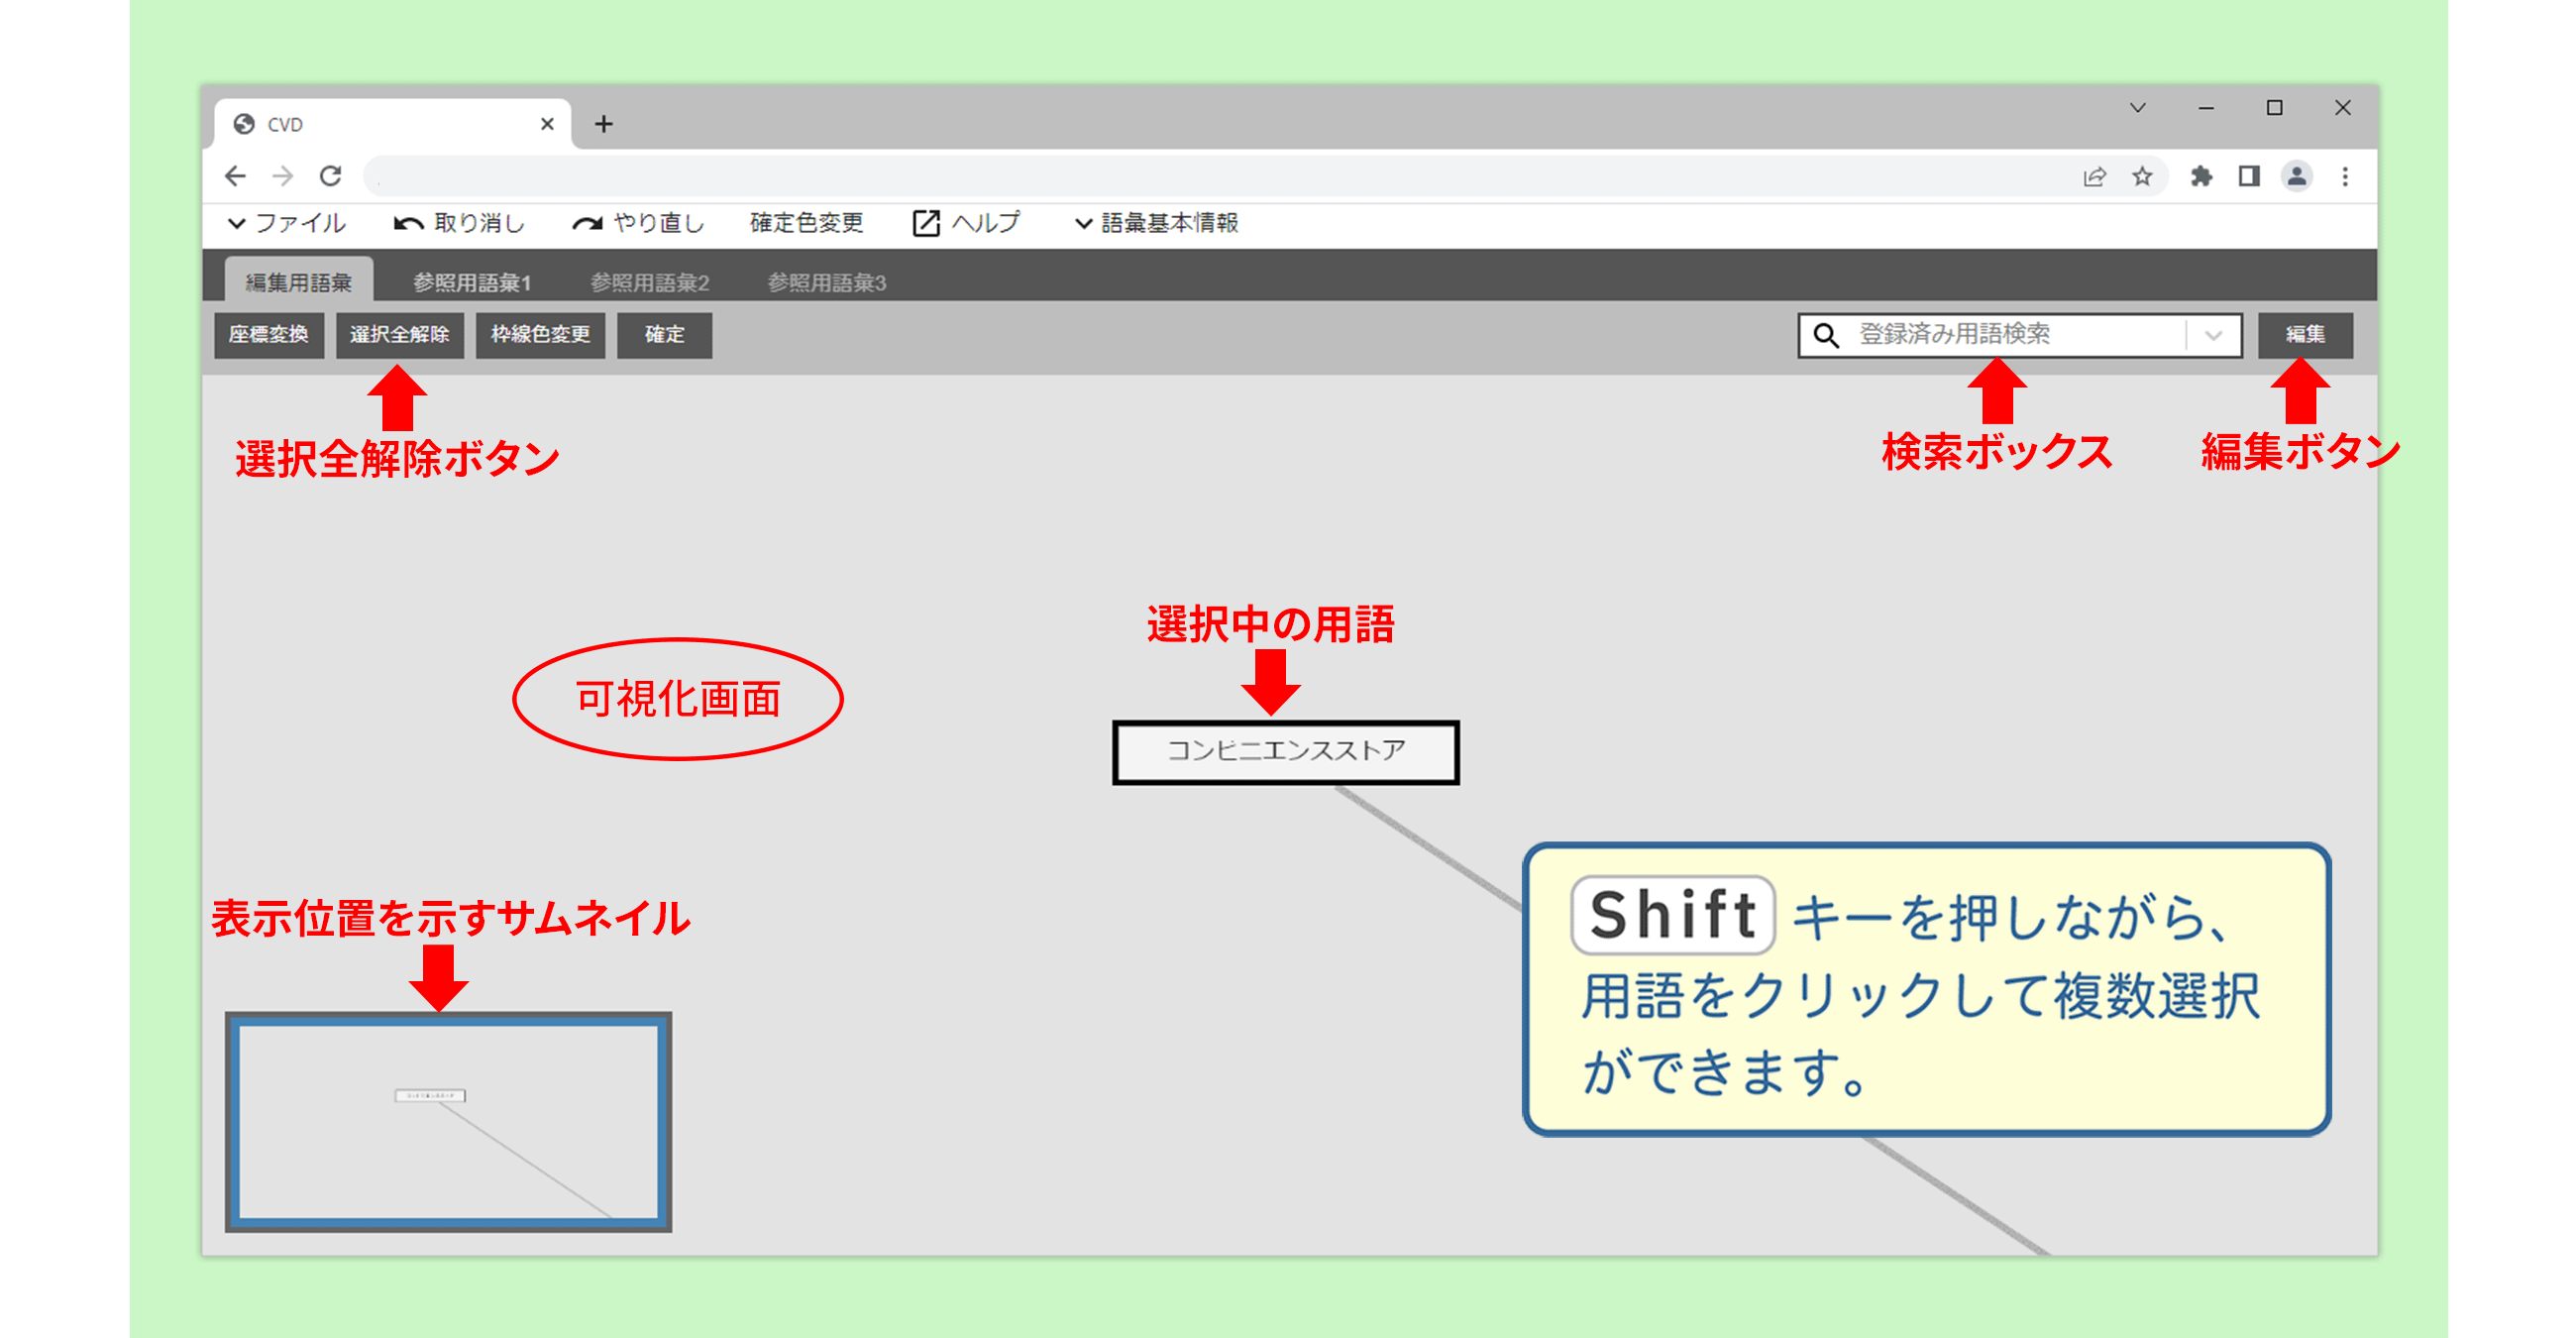 CVD
ファイル 取り消し やり直し 確定色変更 ヘルプ 語彙基本情報
編集用語彙 参照用語彙1 参照用語彙2 参照用語彙3
座標変換 選択全解除 枠線色変更 確定 登録済み用語検索 編集
選択全解除ボタン 検索ボックス 編集ボタン
選択中の用語
可視化画面
コンビニエンスストア
表示位置を示すサムネイル
Shift キーを押しながら、
用語をクリックして複数選択
ができます。